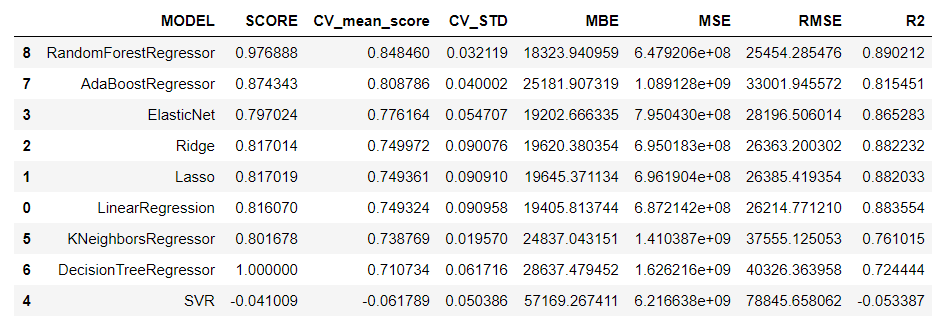 MODEL SCORE CV_mean_score CV_STD MBE MSE RMSE R2
8 RandomForestRegressor 0.976888 0.848460 0.032119 18323.940959 6.479206e+08 25454.285476 0.890212
7 AdaBoostRegressor 0.874343 0.808786 0.040002 25181.907319 1.089128e+09 33001.945572 0.815451
3 ElasticNet 0.797024 0.776164 0.054707 19202.666335 7.950430e+08 28196.506014 0.865283
2 Ridge 0.817014 0.749972 0.090076 19620.380354 6.950183e+08 26363.200302 0.882232
1 Lasso 0.817019 0.749361 0.090910 19645.371134 6.961904e+08 26385.419354 0.882033
0 LinearRegression 0.816070 0.749324 0.090958 19405.813744 6.872142e+08 26214.771210 0.883554
5 KNeighborsRegressor 0.801678 0.738769 0.019570 24837.043151 1.410387e+09 37555.125053 0.761015
6 DecisionTreeRegressor 1.000000 0.710734 0.061716 28637.479452 1.626216e+09 40326.363958 0.724444
4 SVR -0.041009 -0.061789 0.050386 57169.267411 6.216638e+09 78845.658062 -0.053387